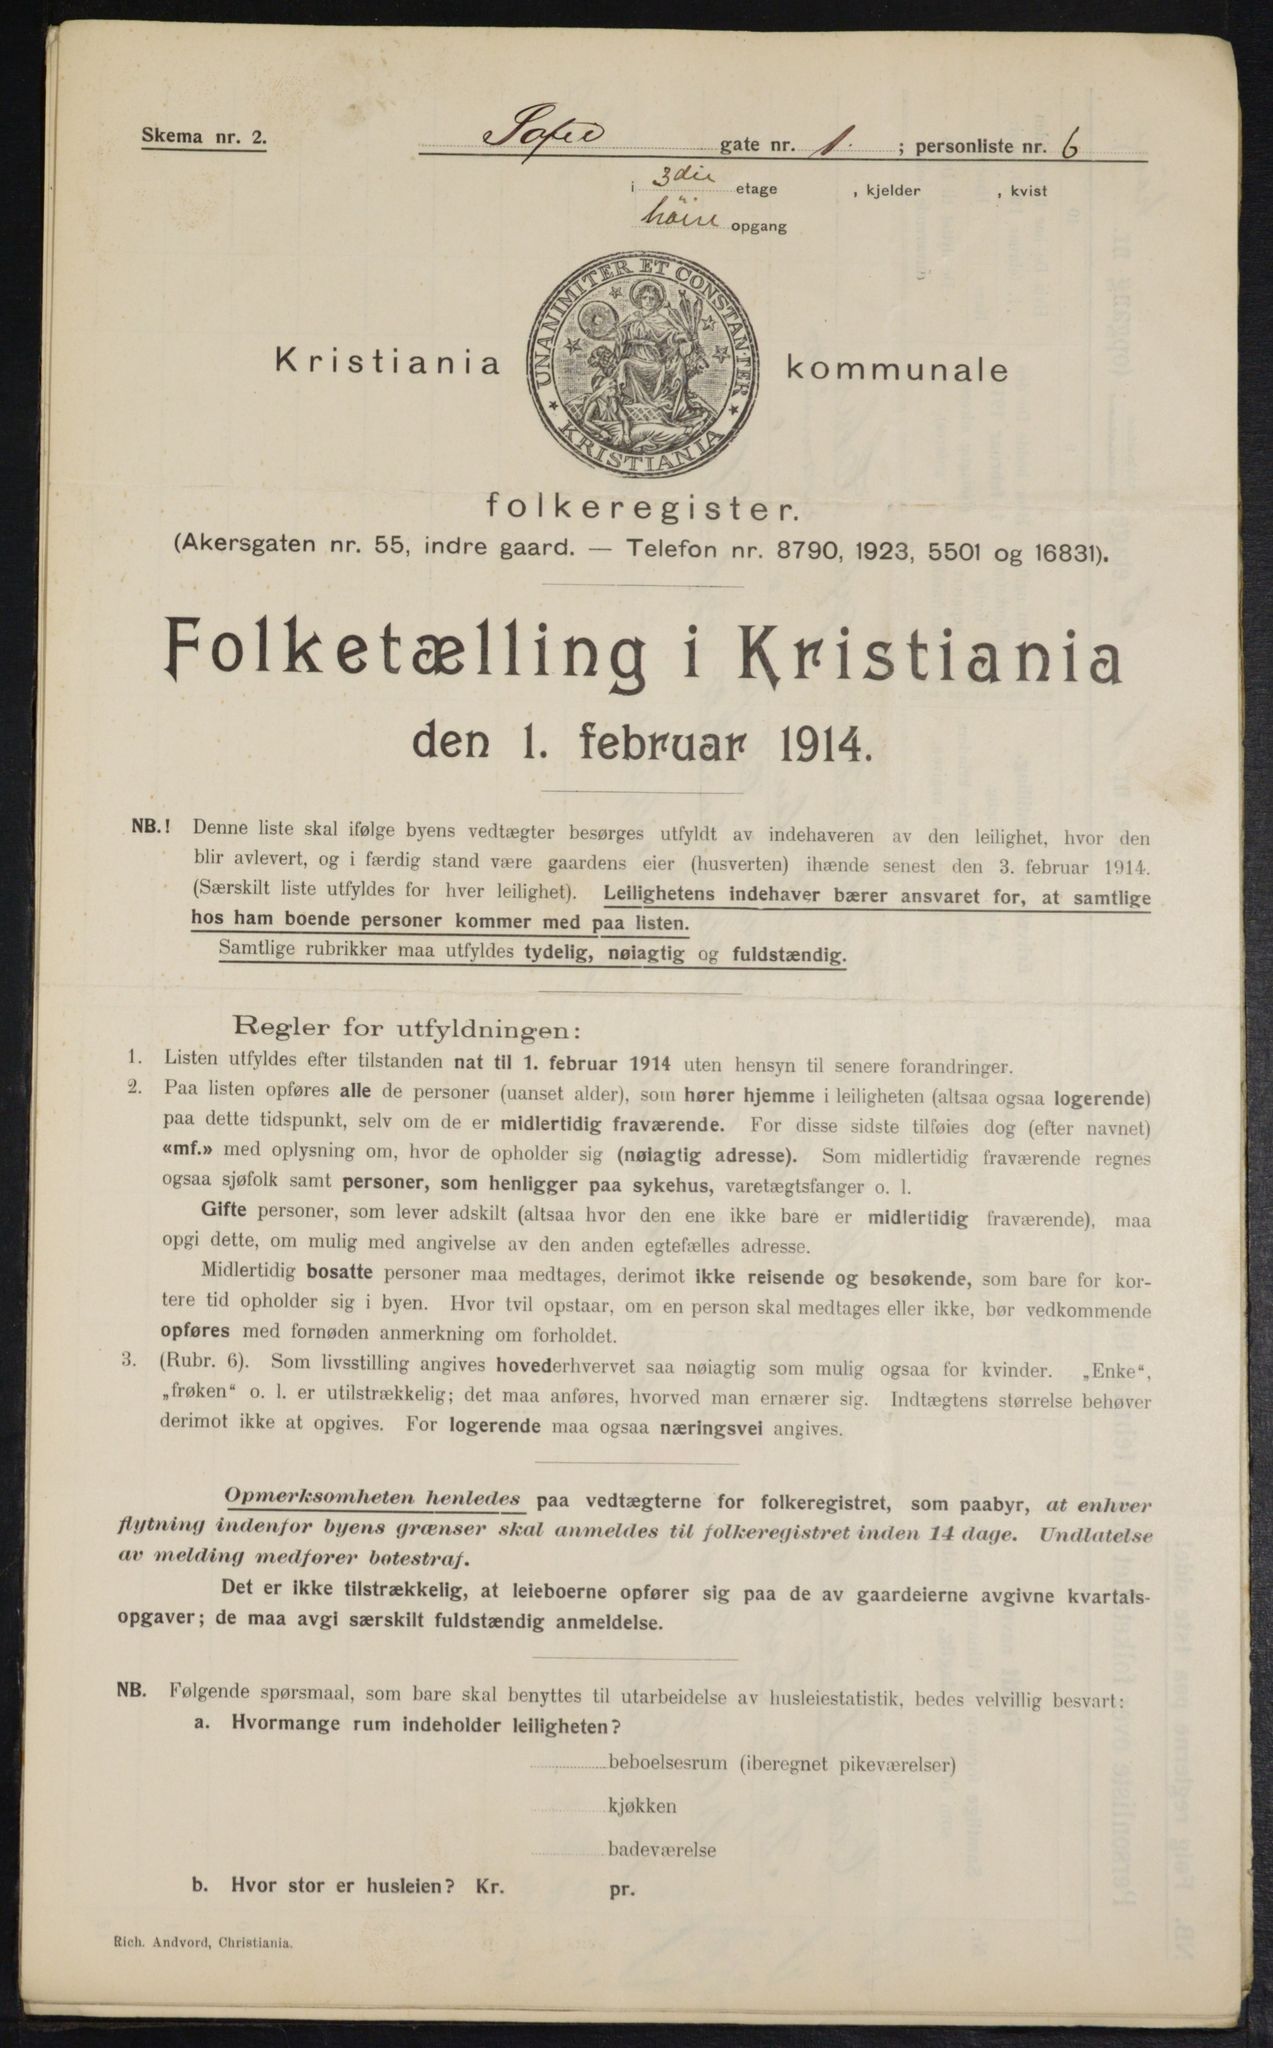 Skema nr. 2.
Sofie gate nr. 1. ; personliste nr. 6
i 3die etage , kjelder , kvist
höire opgang
UNANIMITER ET CONSTANTER
KRISTIANIA
Kristiania kommunale
folkeregister.
(Akersgaten nr. 55, indre gaard. — Telefon nr. 8790, 1923, 5501 og 16831).
Folketælling i Kristiania
den 1. februar 1914.
NB.! Denne liste skal ifølge byens vedtægter besørges utfyldt av indehaveren av den leilighet, hvor den
blir avlevert, og i færdig stand være gaardens eier (husverten) ihænde senest den 3. februar 1914.
(Særskilt liste utfyldes for hver leilighet). Leilighetens indehaver bærer ansvaret for, at samtlige
hos ham boende personer kommer med paa listen.
Samtlige rubrikker maa utfyldes tydelig, nøiagtig og fuldstændig.
Regler for utfyldningen:
1. Listen utfyldes efter tilstanden nat til 1. februar 1914 uten hensyn til senere forandringer.
2. Paa listen opføres alle de personer (uanset alder), som hører hjemme i leiligheten (altsaa ogsaa logerende)
paa dette tidspunkt, selv om de er midlertidig fraværende. For disse sidste tilføies dog (efter navnet)
«mf.» med oplysning om, hvor de opholder sig (nøiagtig adresse). Som midlertidig fraværende regnes
ogsaa sjøfolk samt personer, som henligger paa sykehus, varetægtsfanger o. l.
Gifte personer, som lever adskilt (altsaa hvor den ene ikke bare er midlertidig fraværende), maa
opgi dette, om mulig med angivelse av den anden egtefælles adresse.
Midlertidig bosatte personer maa medtages, derimot ikke reisende og besøkende, som bare for kor-
tere tid opholder sig i byen. Hvor tvil opstaar, om en person skal medtages eller ikke, bør vedkommende
opføres med fornøden anmerkning om forholdet.
3. (Rubr. 6). Som livsstilling angives hovederhvervet saa nøiagtig som mulig ogsaa for kvinder. „Enke“,
„frøken“ o. l. er utilstrækkelig; det maa anføres, hvorved man ernærer sig. Indtægtens størrelse behøver
derimot ikke at opgives. For logerende maa ogsaa næringsvei angives.
Opmerksomheten henledes paa vedtægterne for folkeregistret, som paabyr, at enhver
flytning indenfor byens grænser skal anmeldes til folkeregistret inden 14 dage. Undlatelse
av melding medfører bøtestraf.
Det er ikke tilstrækkelig, at leieboerne opfører sig paa de av gaardeierne avgivne kvartals-
opgaver; de maa avgi særskilt fuldstændig anmeldelse.
NB. Følgende spørsmaal, som bare skal benyttes til utarbeidelse av husleiestatistik, bedes velvillig besvart:
a. Hvormange rum indeholder leiligheten?
beboelsesrum (iberegnet pikeværelser)
kjøkken
badeværelse
b. Hvor stor er husleien? Kr. pr.
Rich. Andvord, Christiania.